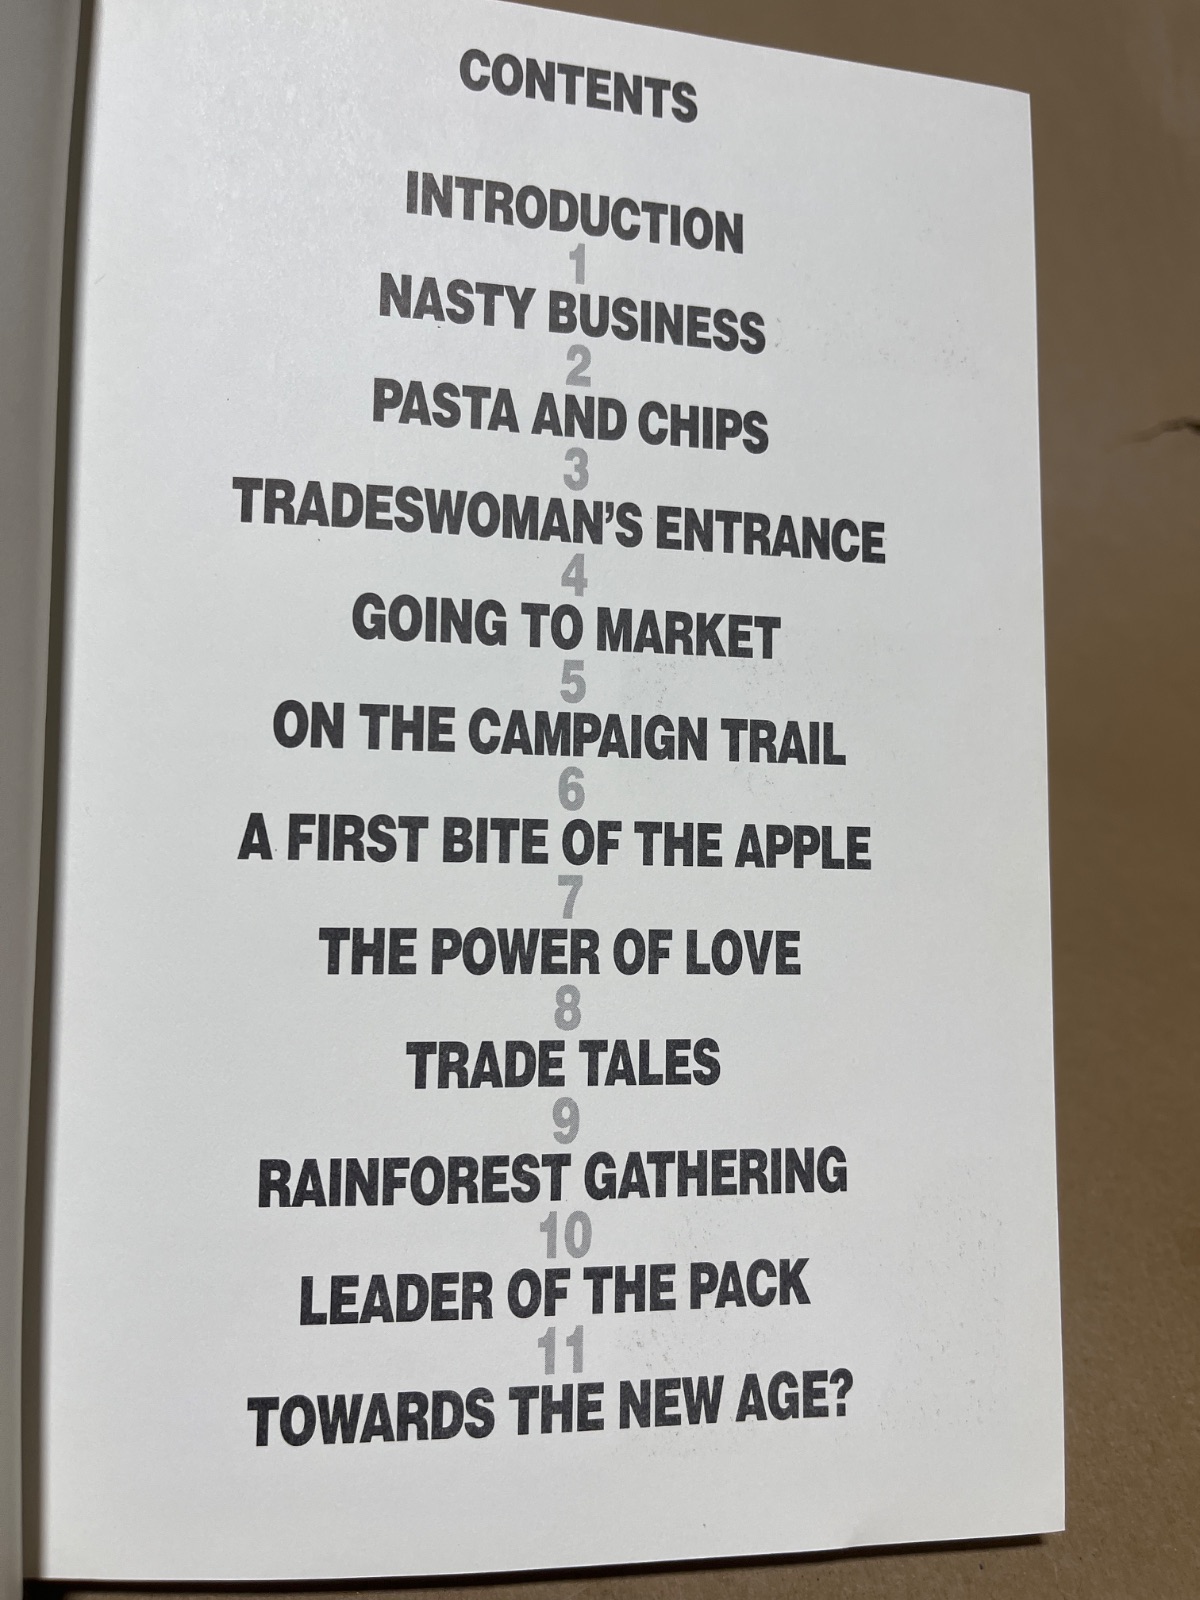 CONTENTS
INTRODUCTION
1
NASTY BUSINESS
2
PASTA AND CHIPS
3
TRADESWOMAN'S ENTRANCE
4
GOING TO MARKET
5
ON THE CAMPAIGN TRAIL
6
A FIRST BITE OF THE APPLE
7
THE POWER OF LOVE
8
TRADE TALES
9
RAINFOREST GATHERING
10
LEADER OF THE PACK
11
TOWARDS THE NEW AGE?